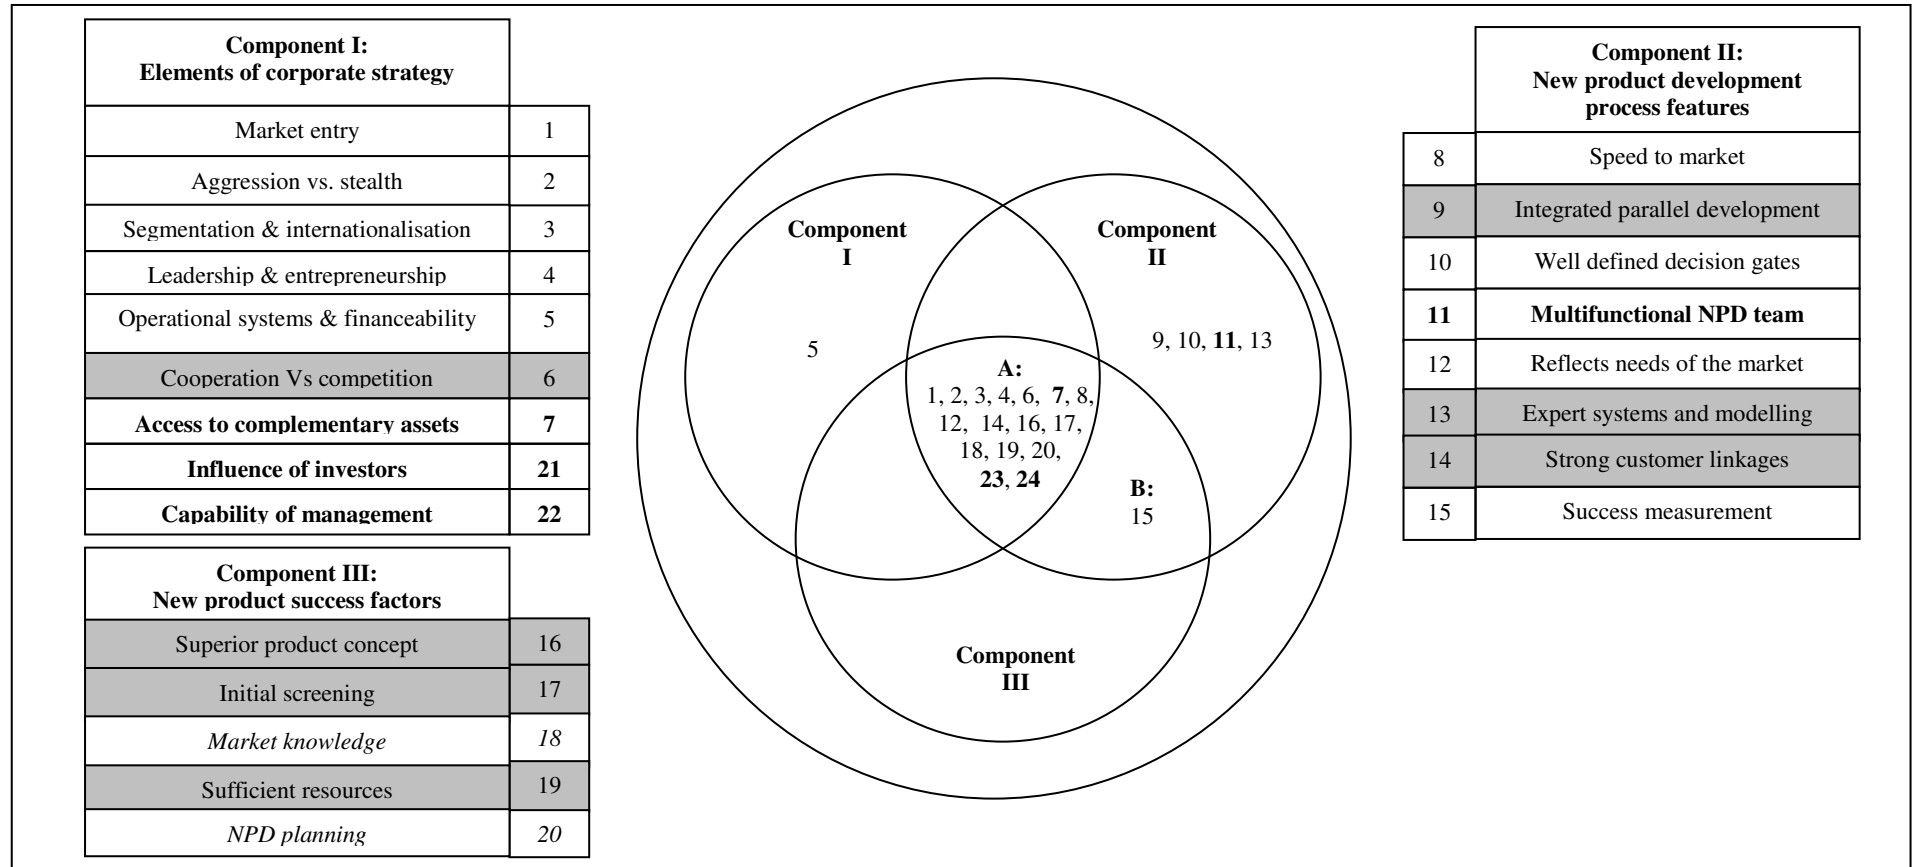 Component I:
Elements of corporate strategy
Market entry 1
Aggression vs. stealth 2
Segmentation & internationalisation 3
Leadership & entrepreneurship 4
Operational systems & financeability 5
Cooperation Vs competition 6
Access to complementary assets 7
Influence of investors 21
Capability of management 22
Component III:
New product success factors
Superior product concept 16
Initial screening 17
Market knowledge 18
Sufficient resources 19
NPD planning 20
Component
I
5
Component
II
9, 10, 11, 13
A:
1, 2, 3, 4, 6, 7, 8,
12, 14, 16, 17,
18, 19, 20,
23, 24
B:
15
Component
III
Component II:
New product development
process features
8 Speed to market
9 Integrated parallel development
10 Well defined decision gates
11 Multifunctional NPD team
12 Reflects needs of the market
13 Expert systems and modelling
14 Strong customer linkages
15 Success measurement